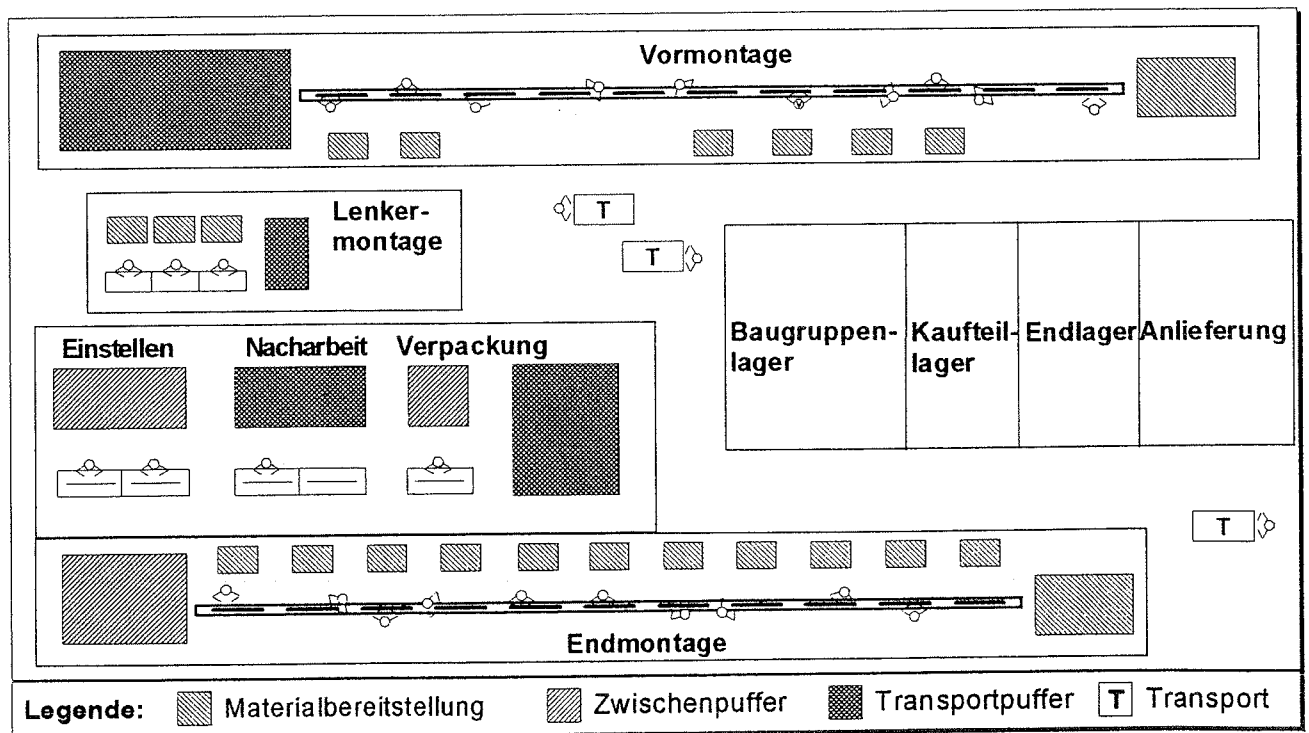 Vormontage
Lenker-
montage
T
T
Baugruppen-
lager
Kaufteil-
lager
Endlager
Anlieferung
Einstellen
Nacharbeit
Verpackung
T
Endmontage
Legende:
Materialbereitstellung
Zwischenpuffer
Transportpuffer
T Transport